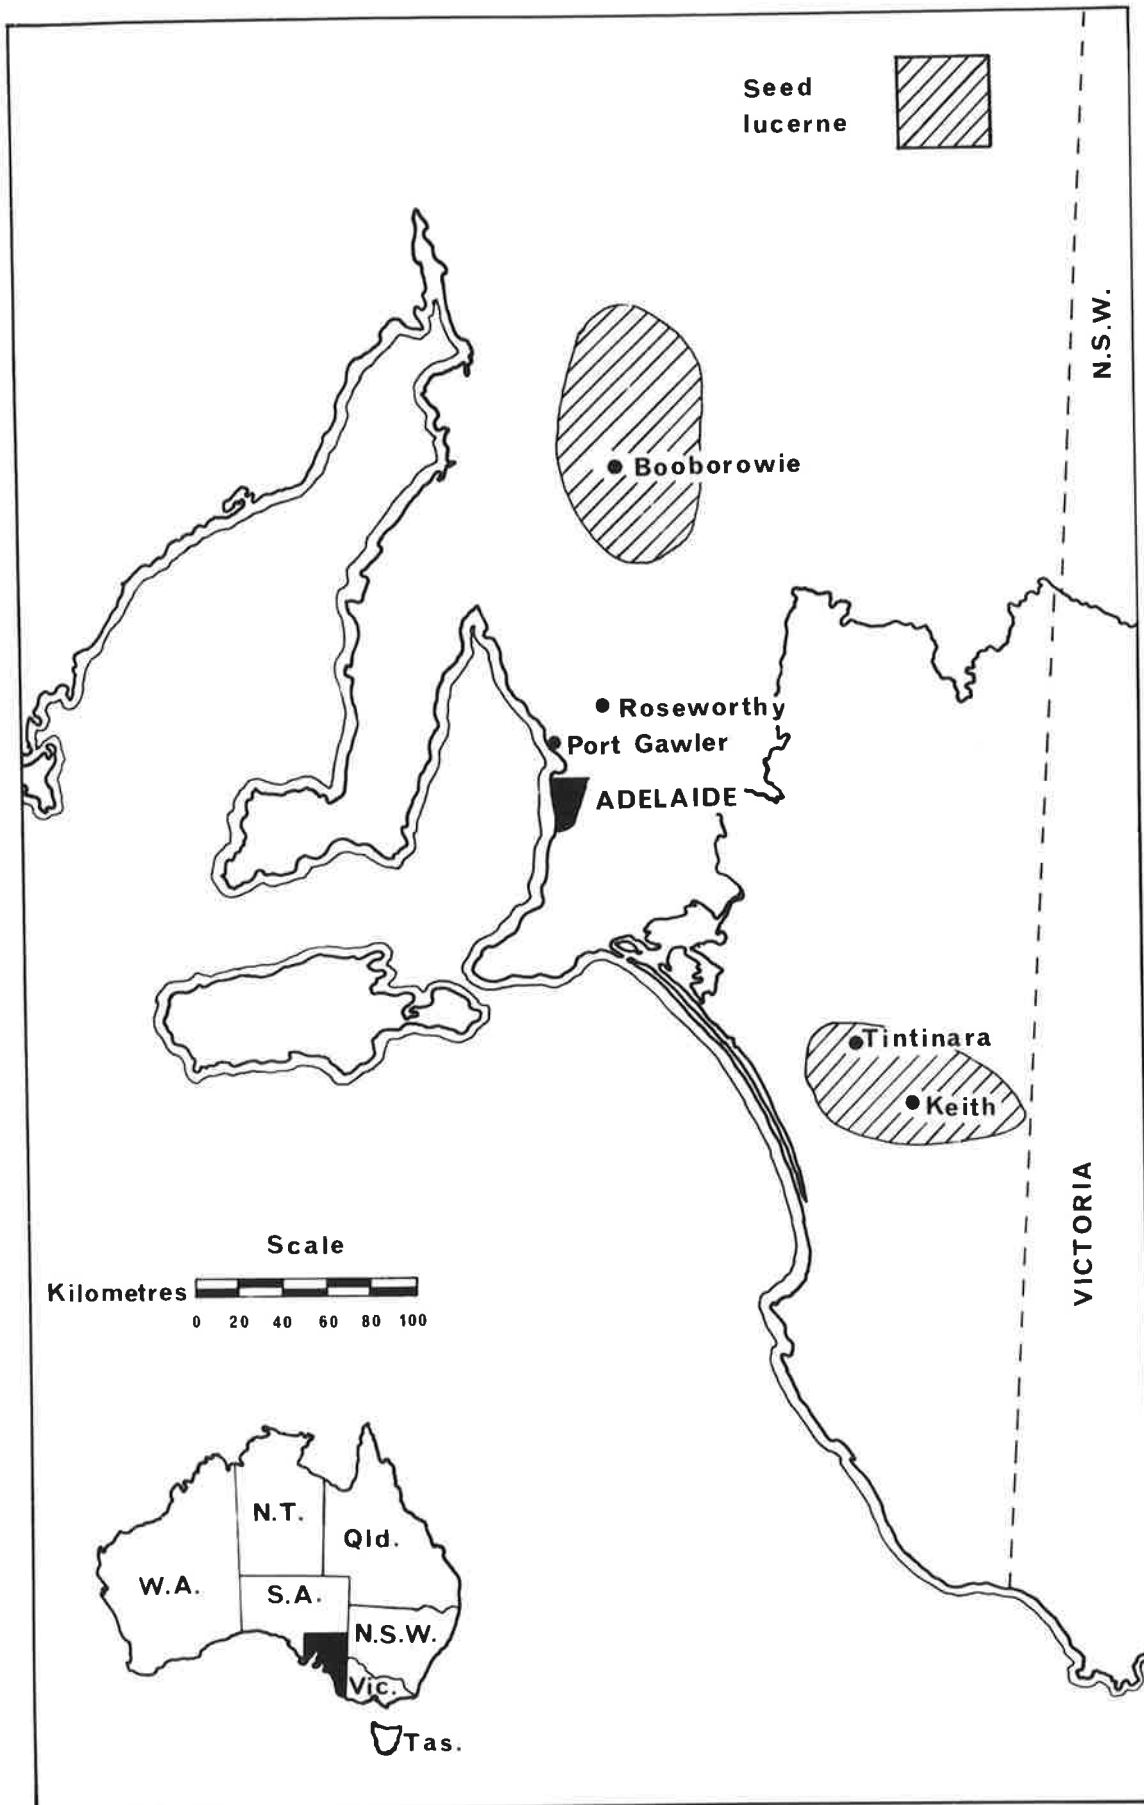 Seed
lucerne
N.S.W.
Booborowie
Roseworthy
Port Gawler
ADELAIDE
Tintinara
Keith
VICTORIA
Scale
Kilometres
0 20 40 60 80 100
N.T.
Qld.
W.A.
S.A.
N.S.W.
Vic.
Tas.